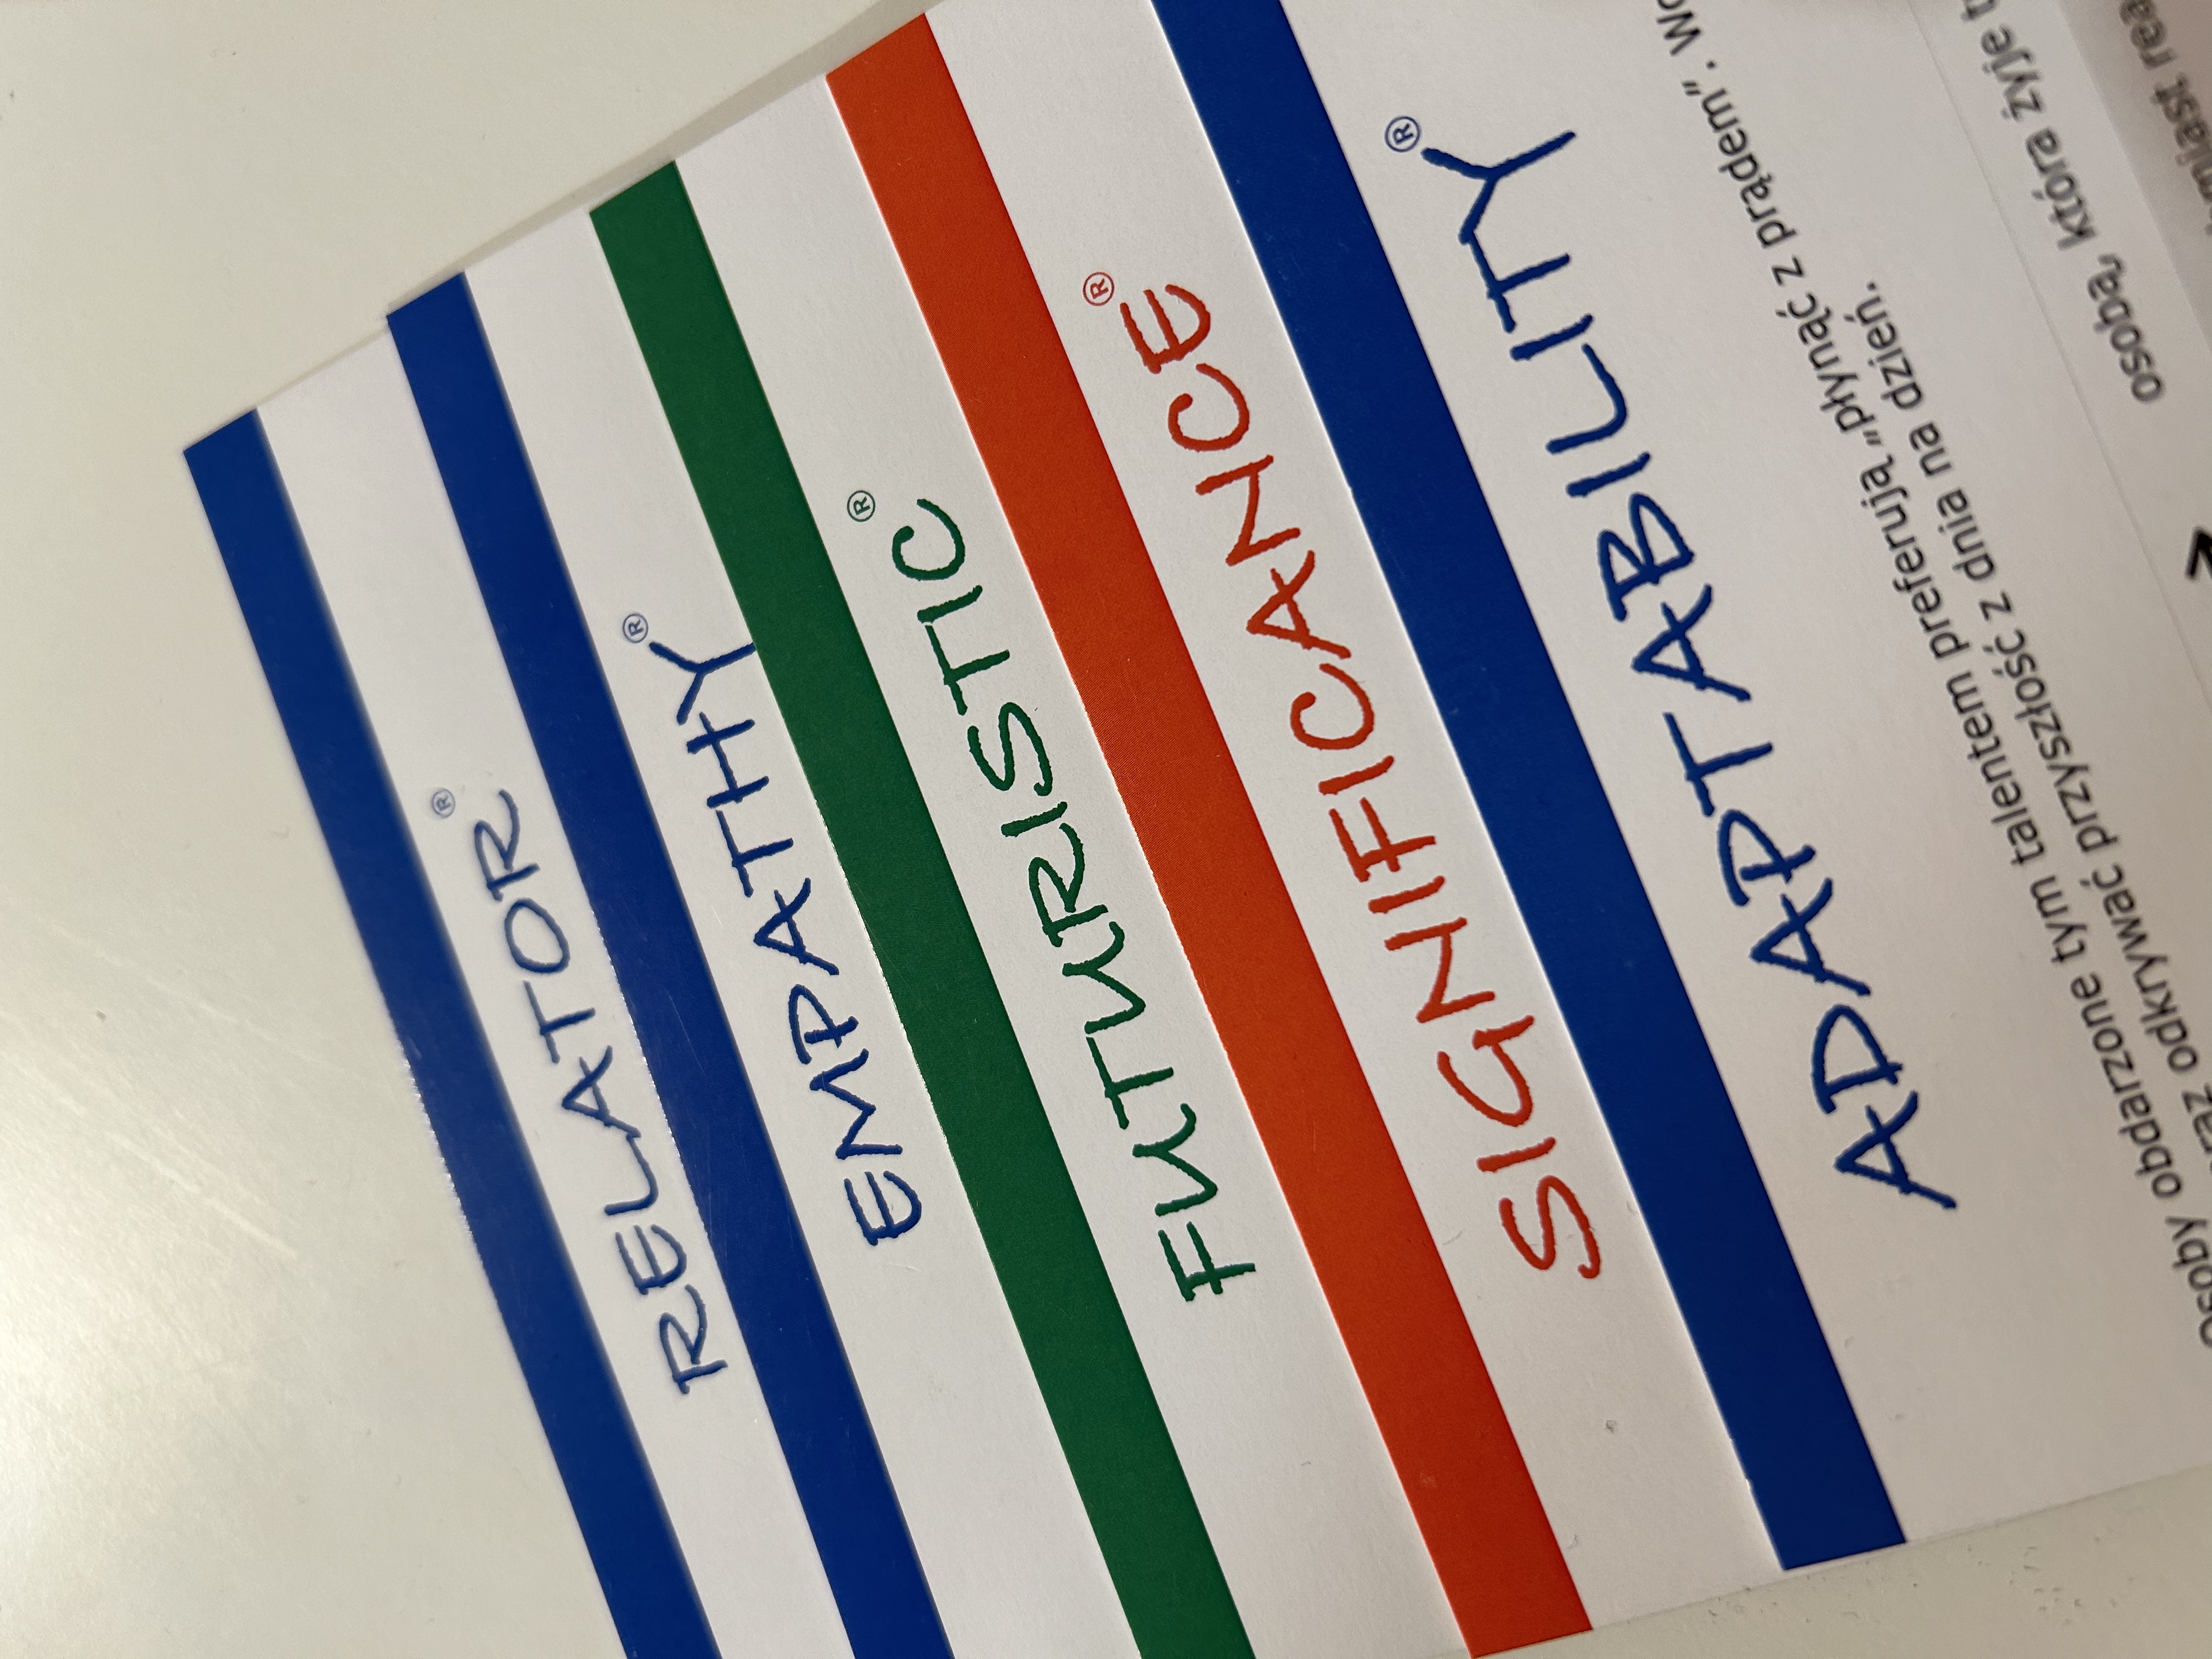 RELATOR®
EMPATHY®
FUTURISTIC®
SIGNIFICANCE®
ADAPTABILITY®
Osoby obdarzone tym talentem preferują „płynąć z prądem”.
oraz odkrywać przyszłość z dnia na dzień.
osobą, która żyje